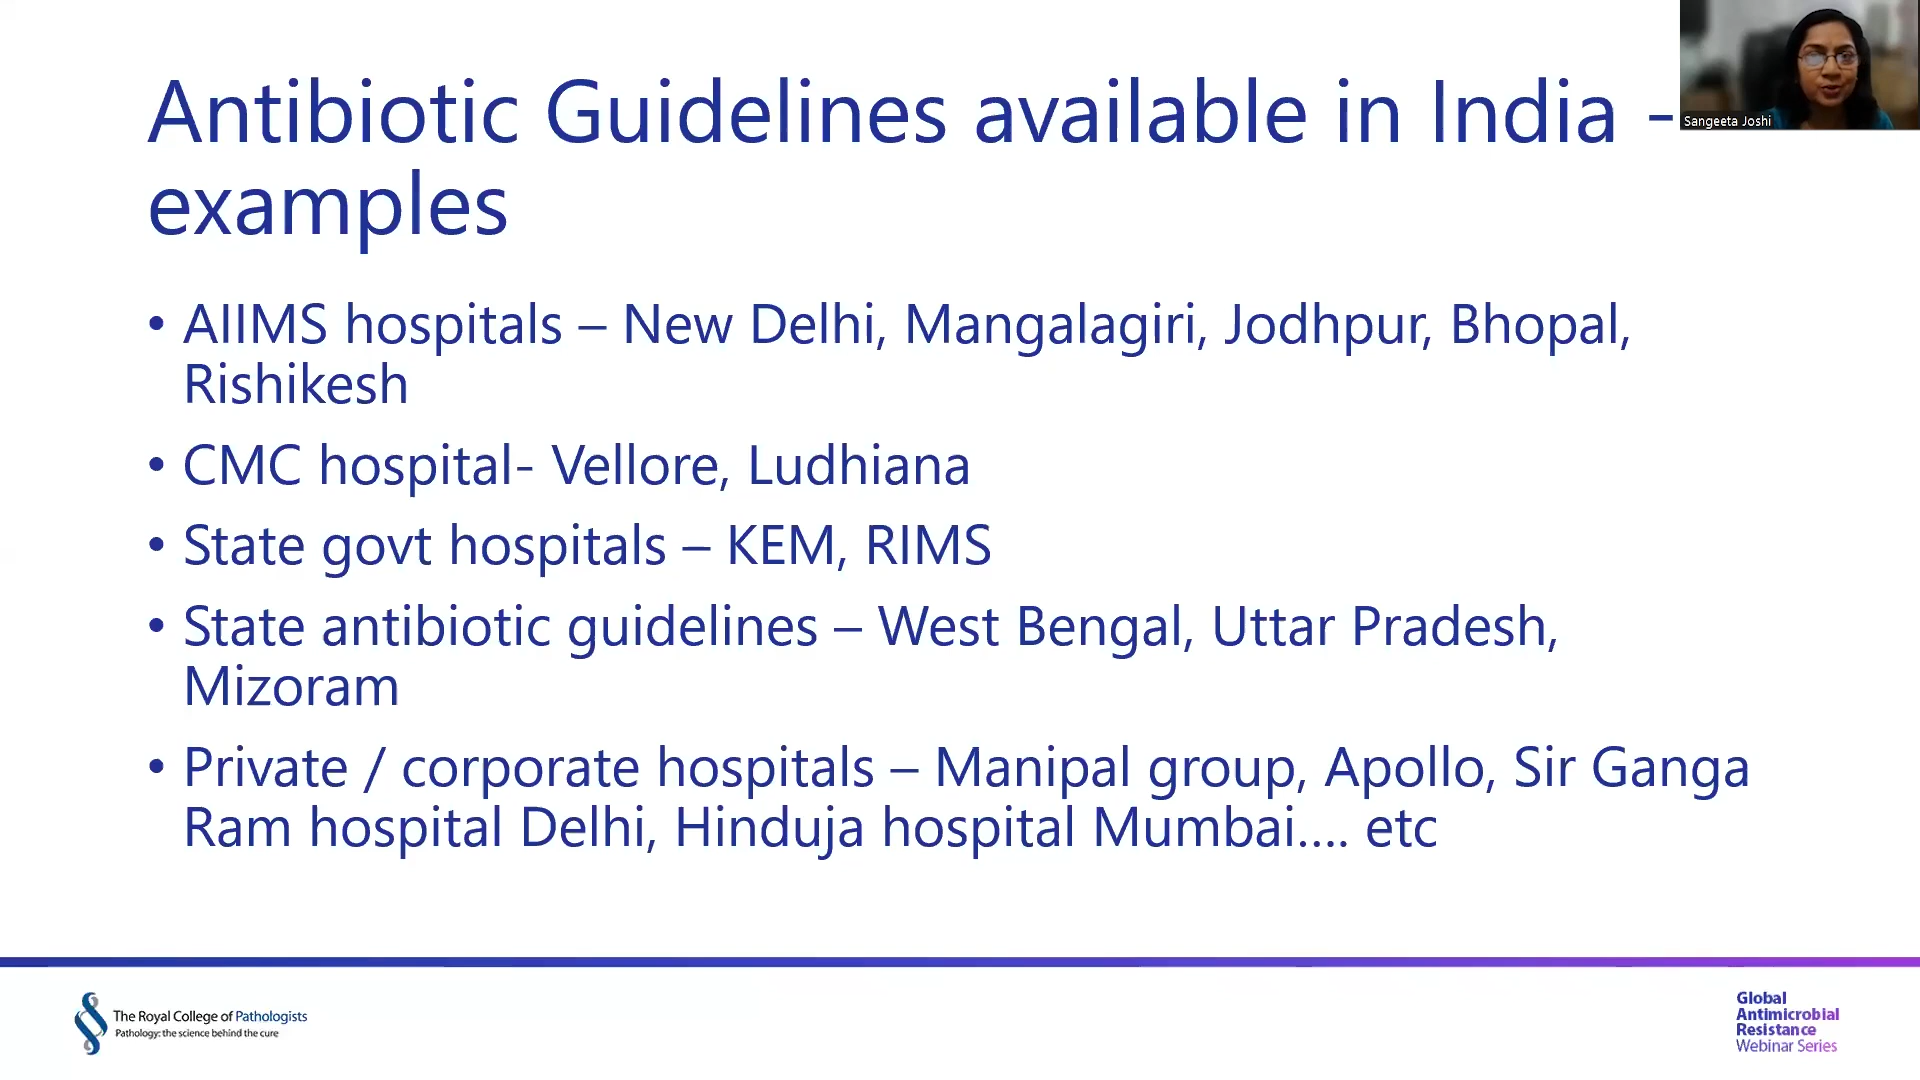 Antibiotic Guidelines available in India -
examples
Sangeeta Joshi
• AIIMS hospitals – New Delhi, Mangalagiri, Jodhpur, Bhopal,
Rishikesh
• CMC hospital- Vellore, Ludhiana
• State govt hospitals – KEM, RIMS
• State antibiotic guidelines – West Bengal, Uttar Pradesh,
Mizoram
• Private / corporate hospitals – Manipal group, Apollo, Sir Ganga
Ram hospital Delhi, Hinduja hospital Mumbai.... etc
The Royal College of Pathologists
Pathology: the science behind the cure
Global
Antimicrobial
Resistance
Webinar Series